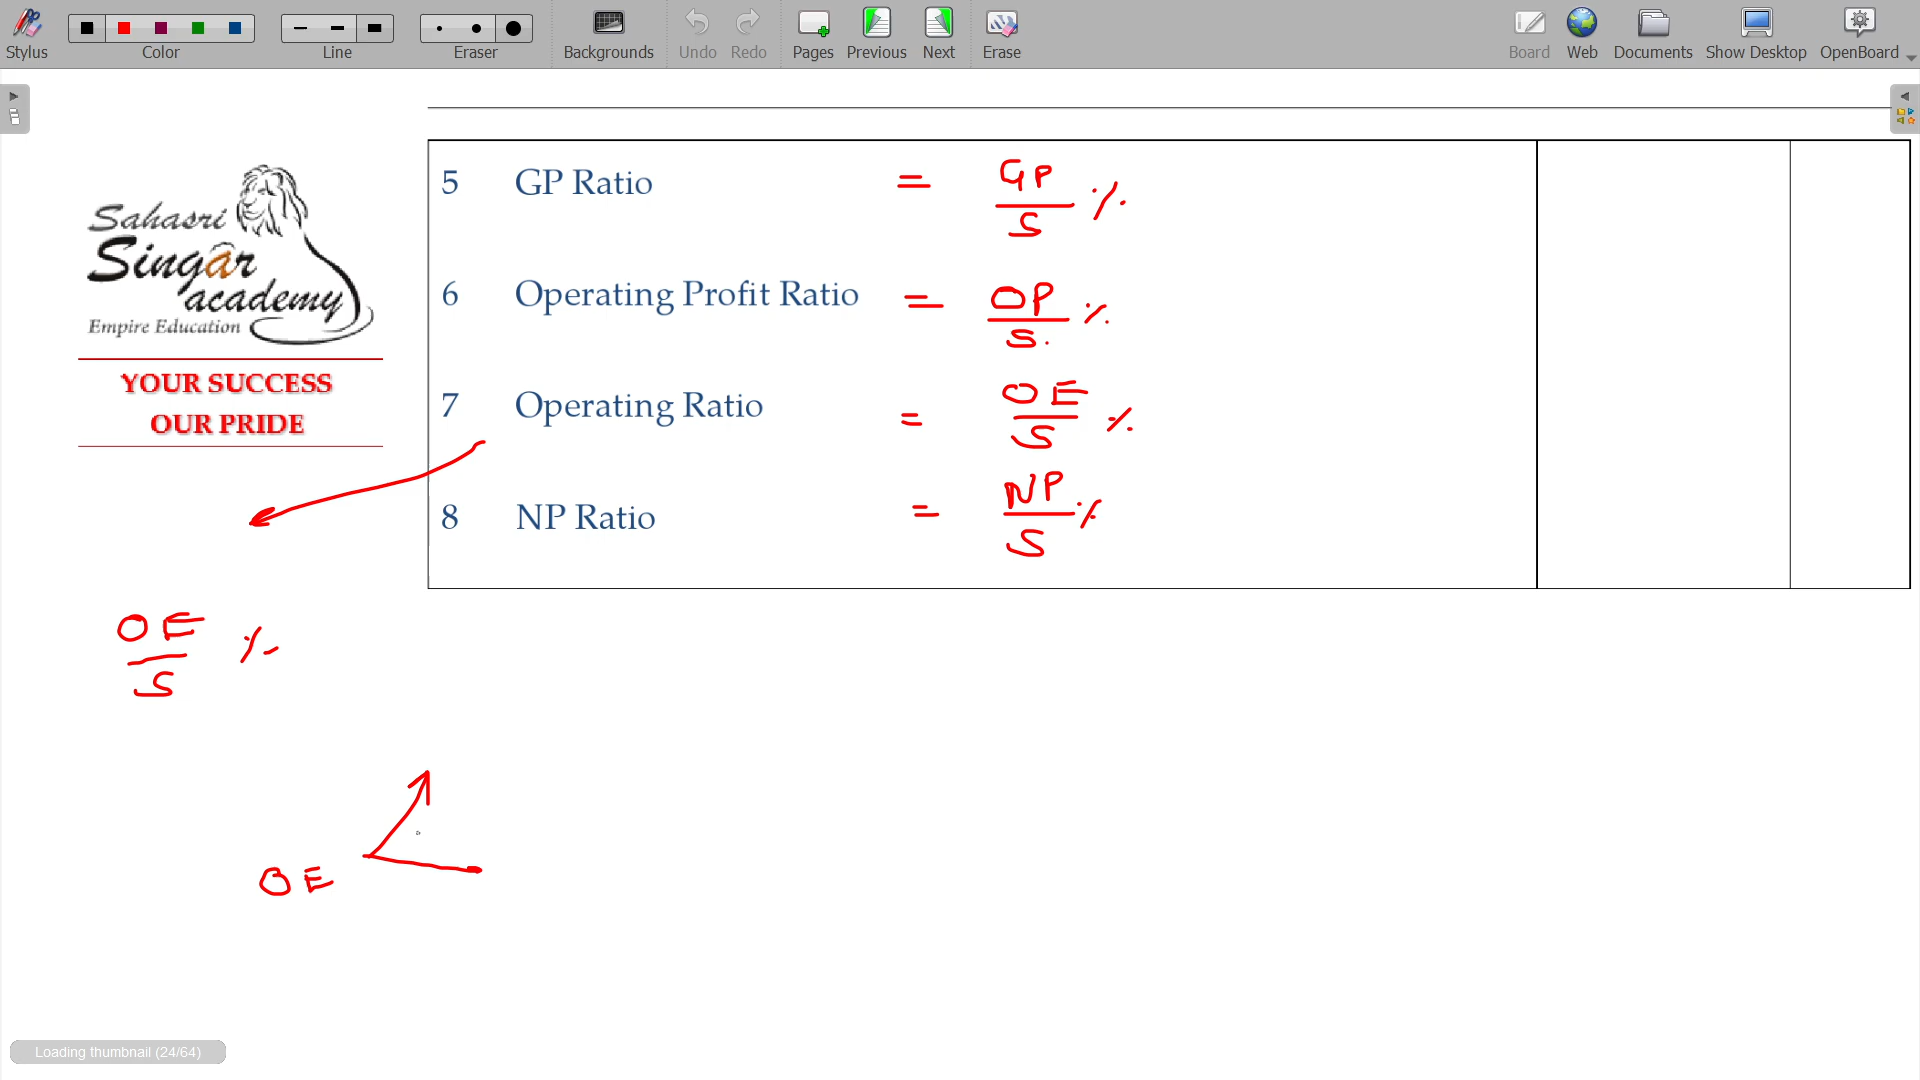 Stylus Color Line Eraser Backgrounds Undo Redo Pages Previous Next Erase Board Web Documents Show Desktop OpenBoard
Sahasri
Singar
academy
Empire Education
YOUR SUCCESS
OUR PRIDE
5 GP Ratio = GP / S %
6 Operating Profit Ratio = OP / S. %
7 Operating Ratio = OE / S %
8 NP Ratio = NP / S %
OE / S %
OE
Loading thumbnail (24/64)